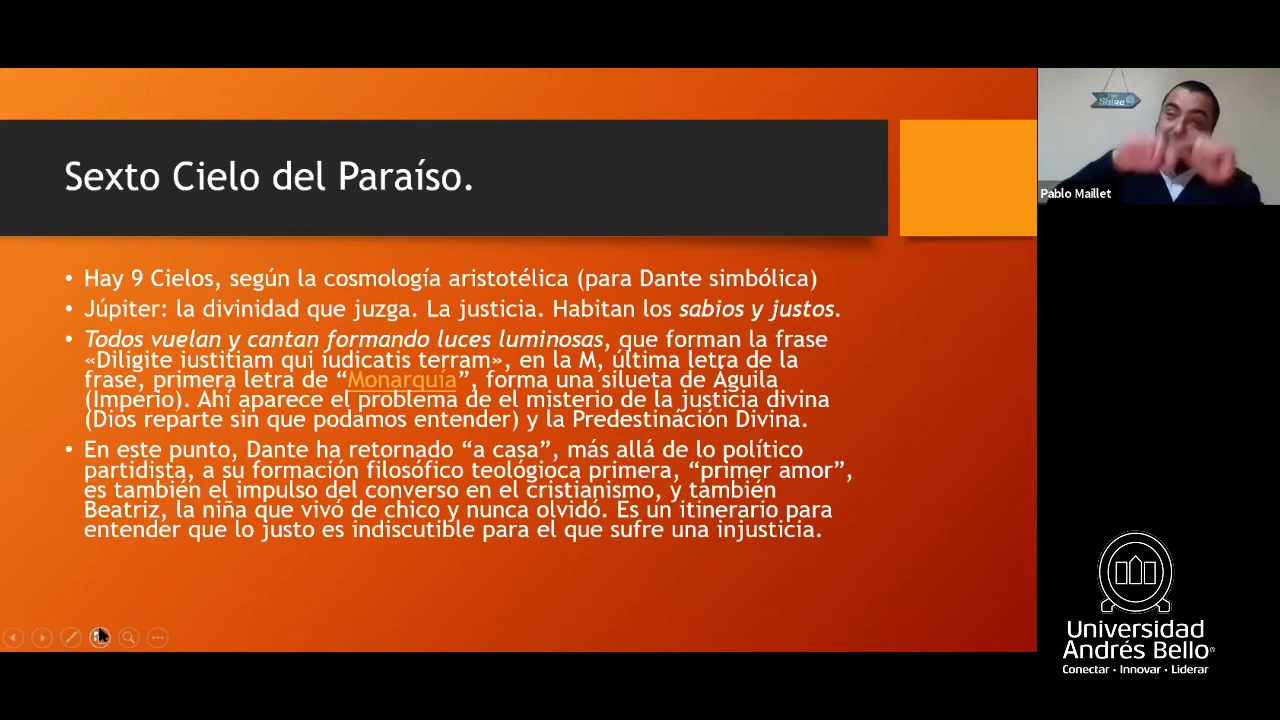 Sexto Cielo del Paraíso.
• Hay 9 Cielos, según la cosmología aristotélica (para Dante simbólica)
• Júpiter: la divinidad que juzga. La justicia. Habitan los sabios y justos.
• Todos vuelan y cantan formando luces luminosas, que forman la frase
«Diligite iustitiam qui iudicatis terram», en la M, última letra de la
frase, primera letra de “Monarquía”, forma una silueta de Águila
(Imperio). Ahí aparece el problema de el misterio de la justicia divina
(Dios reparte sin que podamos entender) y la Predestinación Divina.
• En este punto, Dante ha retornado “a casa”, más allá de lo político
partidista, a su formación filosófico teológioca primera, “primer amor”,
es también el impulso del converso en el cristianismo, y también
Beatriz, la niña que vivó de chico y nunca olvidó. Es un itinerario para
entender que lo justo es indiscutible para el que sufre una injusticia.
The
Shire
Pablo Maillet
Universidad
Andrés Bello®
Conectar • Innovar • Liderar